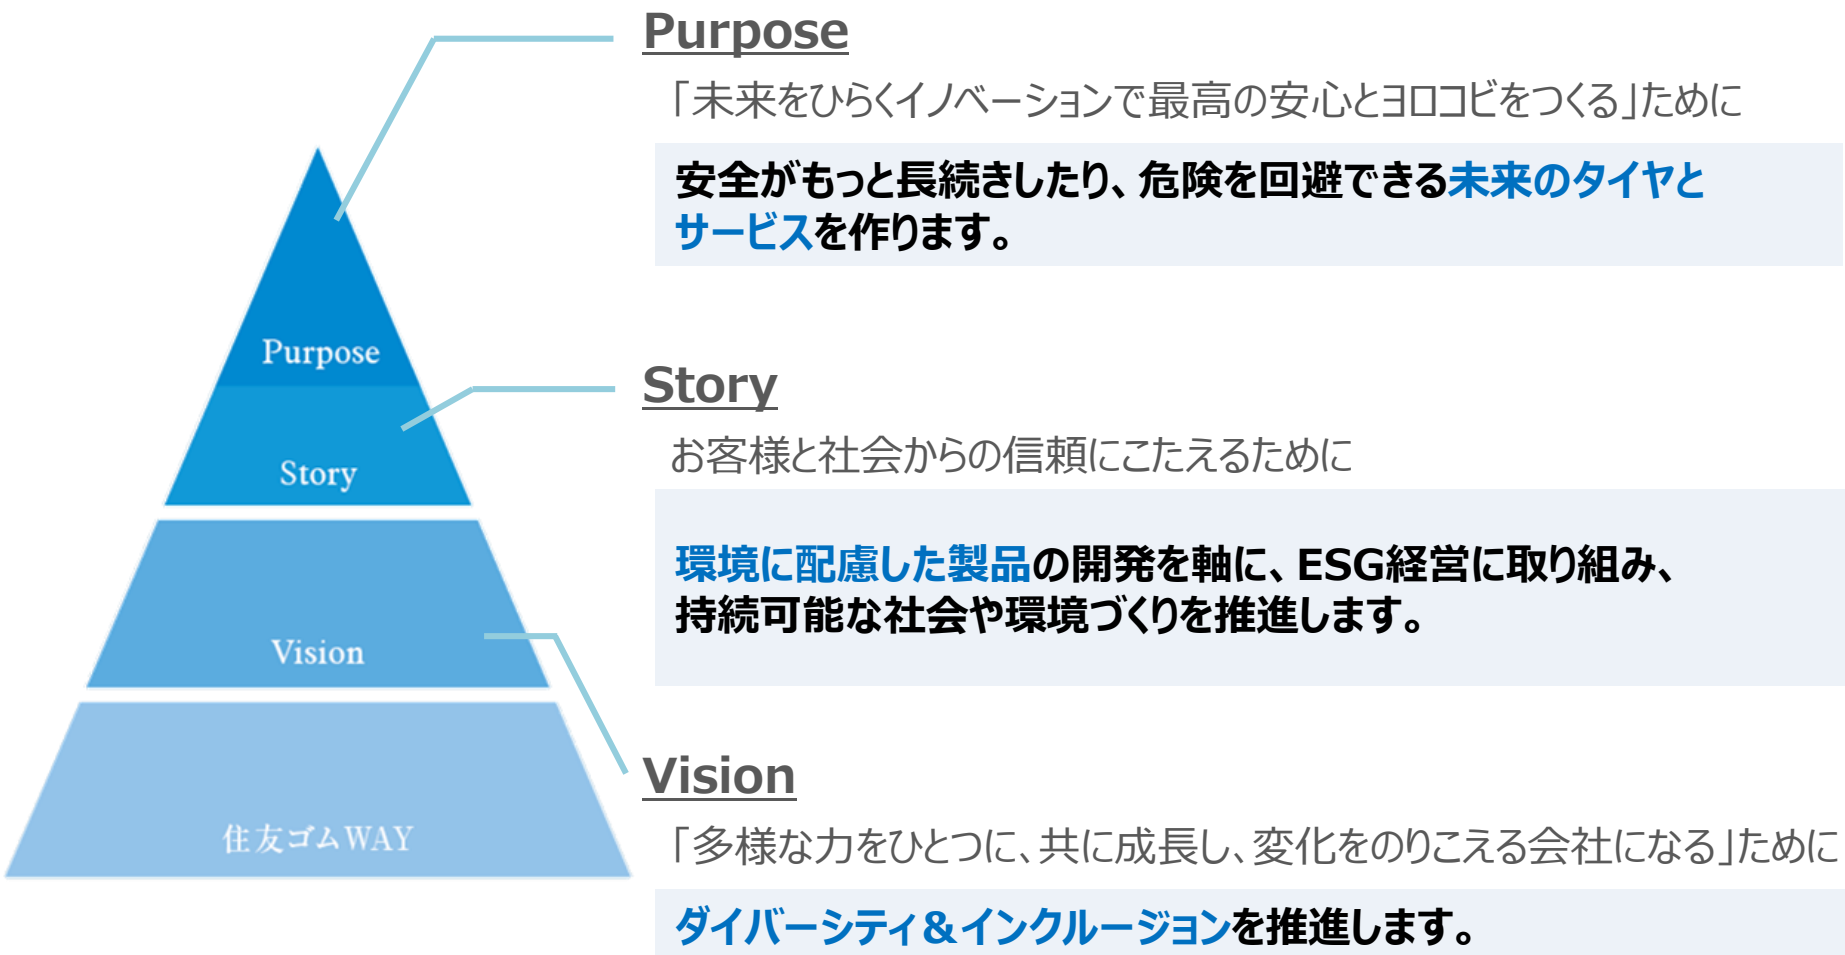 Purpose
「未来をひらくイノベーションで最高の安心とヨロコビをつくる」ために
安全がもっと長続きしたり、危険を回避できる未来のタイヤと
サービスを作ります。
Purpose
Story
お客様と社会からの信頼にこたえるために
Story
環境に配慮した製品の開発を軸に、ESG経営に取り組み、
持続可能な社会や環境づくりを推進します。
Vision
Vision
「多様な力をひとつに、共に成長し、変化をのりこえる会社になる」ために
住友ゴムWAY
ダイバーシティ&インクルージョンを推進します。